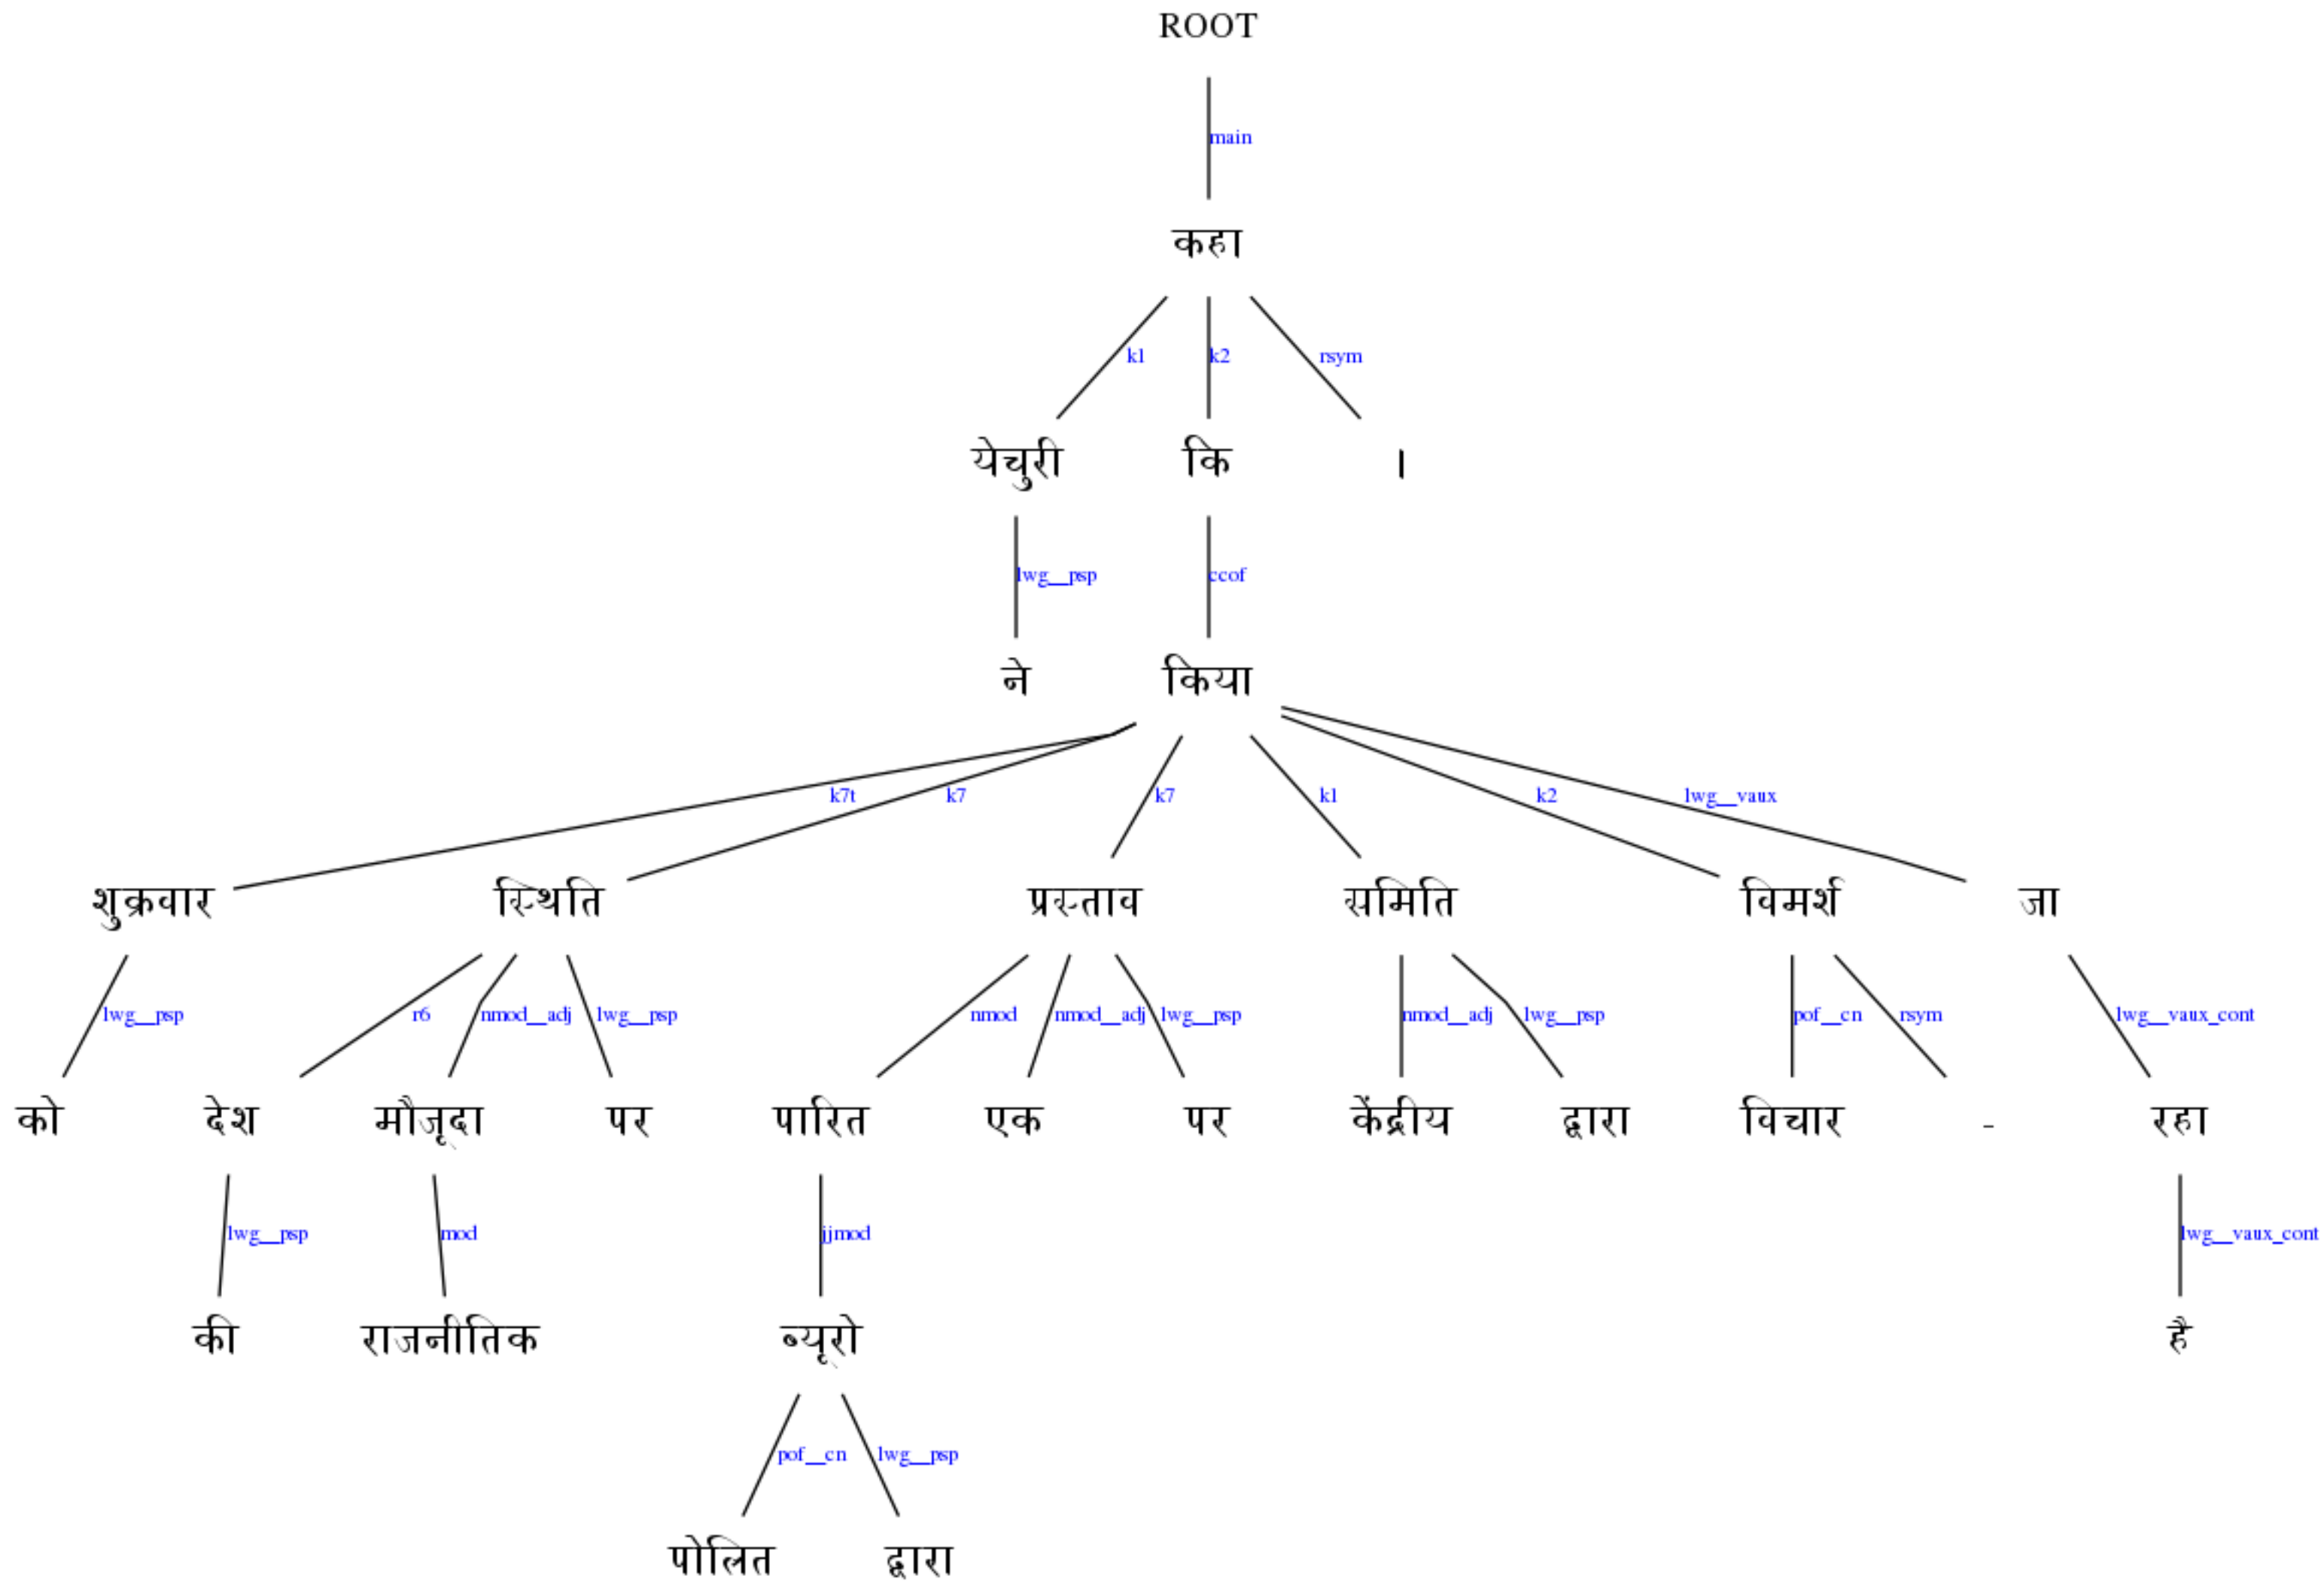 ROOT
main
कहा
k1 k2 rsym
येचुरी कि ।
lwg__psp ccof
ने किया
k7t k7 k7 k1 k2 lwg__vaux
शुक्रवार स्थिति प्रस्ताव समिति विमर्श जा
lwg__psp r6 nmod__adj lwg__psp nmod nmod__adj lwg__psp nmod__adj lwg__psp pof__cn rsym lwg__vaux_cont
को देश मौजूदा पर पारित एक पर केंद्रीय द्वारा विचार - रहा
lwg__psp mod jjmod lwg__vaux_cont
की राजनीतिक ब्यूरो है
pof__cn lwg__psp
पोलित द्वारा